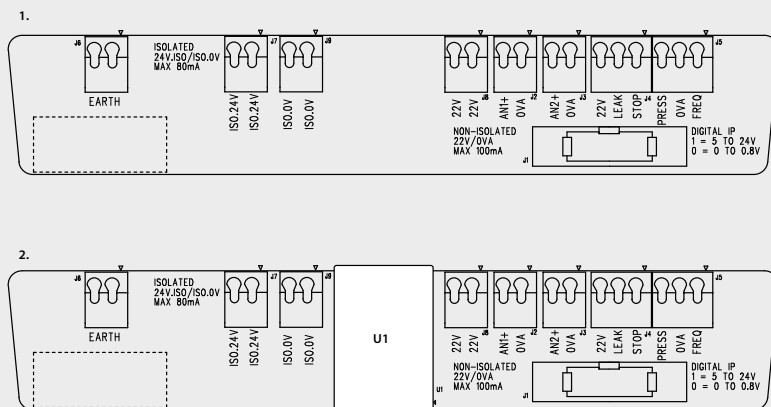 1.
J6
EARTH
ISOLATED
24V.ISO/ISO.0V
MAX 80mA
J7
ISO.24V
ISO.24V
J9
ISO.0V
ISO.0V
22V
22V
J8
AN1+
0VA
J2
AN2+
0VA
J3
22V
LEAK
STOP
J4
PRESS
0VA
FREQ
J5
NON-ISOLATED
22V/0VA
MAX 100mA
J1
DIGITAL IP
1 = 5 TO 24V
0 = 0 TO 0.8V
2.
J6
EARTH
ISOLATED
24V.ISO/ISO.0V
MAX 80mA
J7
ISO.24V
ISO.24V
J9
ISO.0V
ISO.0V
U1
U1
22V
22V
J8
AN1+
0VA
J2
AN2+
0VA
J3
22V
LEAK
STOP
J4
PRESS
0VA
FREQ
J5
NON-ISOLATED
22V/0VA
MAX 100mA
J1
DIGITAL IP
1 = 5 TO 24V
0 = 0 TO 0.8V